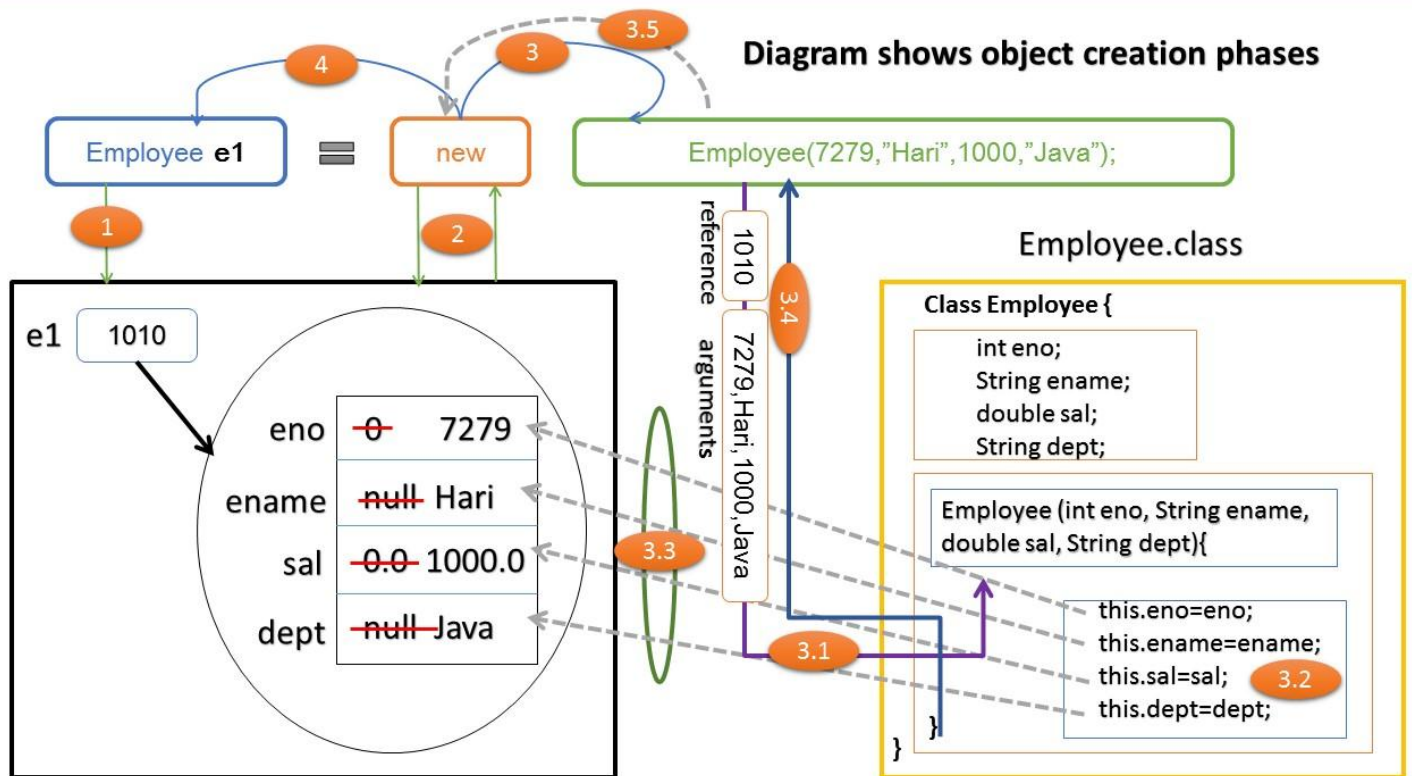 Diagram shows object creation phases
4
3
3.5
Employee e1
=
new
Employee(7279,”Hari”,1000,”Java”);
1
2
reference
1010
3.4
arguments
7279,Hari,1000,Java
Employee.class
e1
1010
eno
0 7279
ename
null Hari
sal
0.0 1000.0
dept
null Java
3.3
3.1
Class Employee {
int eno;
String ename;
double sal;
String dept;
Employee (int eno, String ename,
double sal, String dept){
this.eno=eno;
this.ename=ename;
this.sal=sal;
3.2
this.dept=dept;
}
}